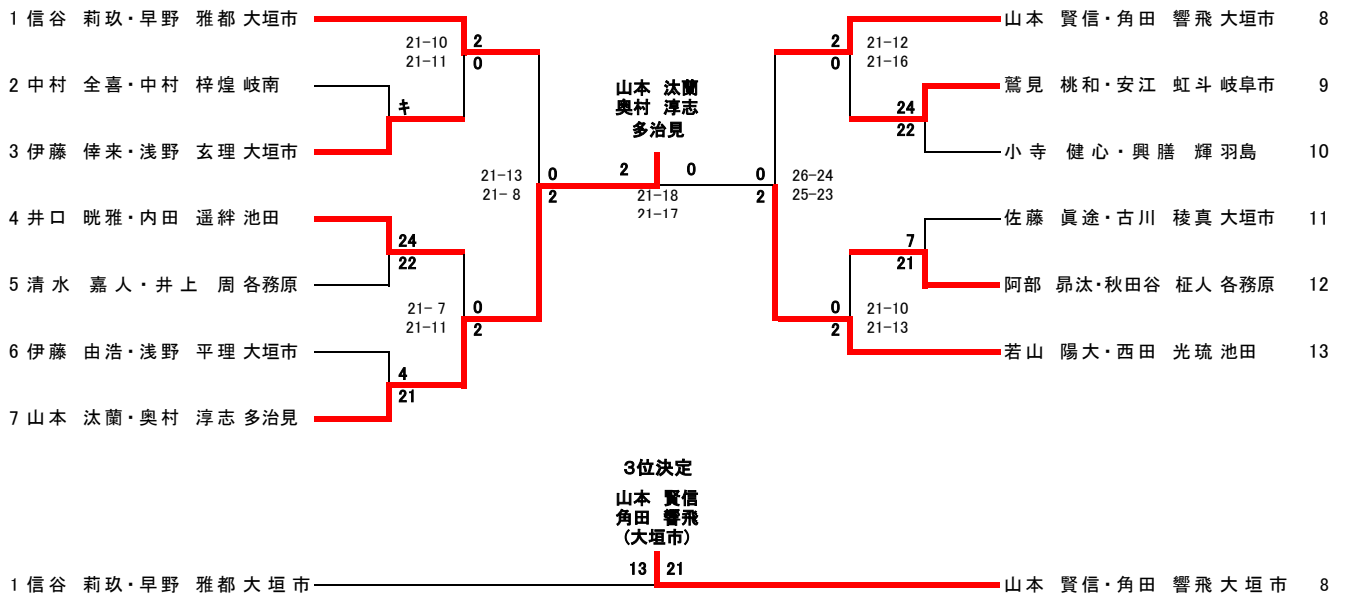 1 信谷 莉玖・早野 雅都 大垣市
2 中村 全喜・中村 梓煌 岐南
3 伊藤 倖来・浅野 玄理 大垣市
4 井口 晄雅・内田 遥絆 池田
5 清水 嘉人・井上 周 各務原
6 伊藤 由浩・浅野 平理 大垣市
7 山本 汰蘭・奥村 淳志 多治見
21-10
21-11
2
0
キ
24
22
21- 7
21-11
0
2
4
21
21-13
21- 8
0
2
山本 汰蘭
奥村 淳志
多治見
2 0
21-18
21-17
0
2
26-24
25-23
2
0
21-12
21-16
24
22
7
21
0
2
21-10
21-13
山本 賢信・角田 響飛 大垣市 8
鷲見 桃和・安江 虹斗 岐阜市 9
小寺 健心・興膳 輝 羽島 10
佐藤 眞途・古川 稜真 大垣市 11
阿部 昴汰・秋田谷 柾人 各務原 12
若山 陽大・西田 光琉 池田 13
３位決定
山本 賢信
角田 響飛
(大垣市)
13 21
1 信谷 莉玖・早野 雅都 大垣市
山本 賢信・角田 響飛 大垣市 8